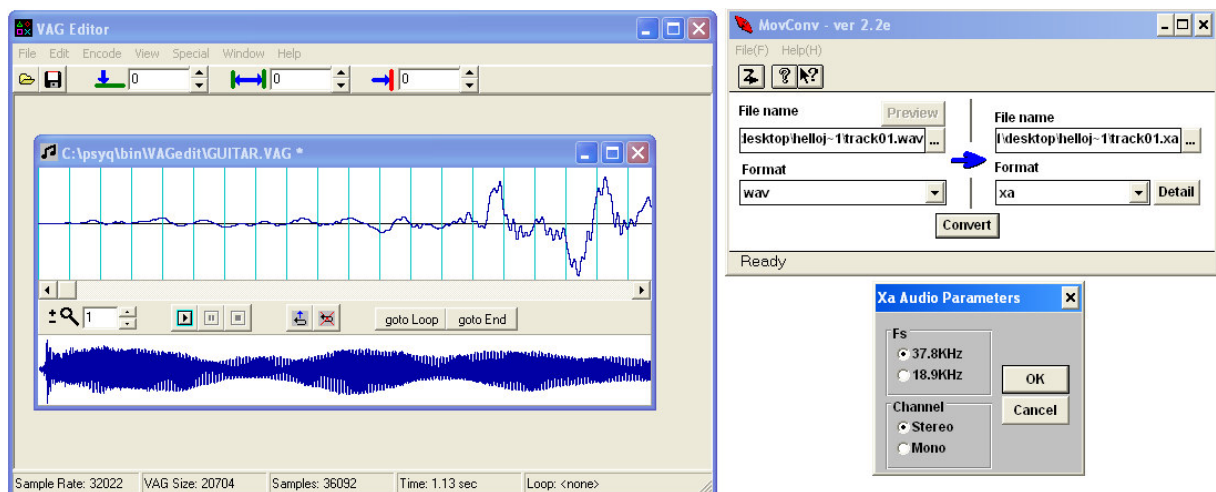 VAG Editor
File Edit Encode View Special Window Help
0 0 0
C:\psyq\bin\VAGedit\GUITAR.VAG *
1 goto Loop goto End
Sample Rate: 32022 VAG Size: 20704 Samples: 36092 Time: 1.13 sec Loop: <none>
MovConv - ver 2.2e
File(F) Help(H)
File name Preview File name
desktop\helloj~1\track01.wav ... l\desktop\helloj~1\track01.xa ...
Format Format
wav xa Detail
Convert
Ready
Xa Audio Parameters
Fs
37.8KHz
18.9KHz
OK
Channel
Cancel
Stereo
Mono